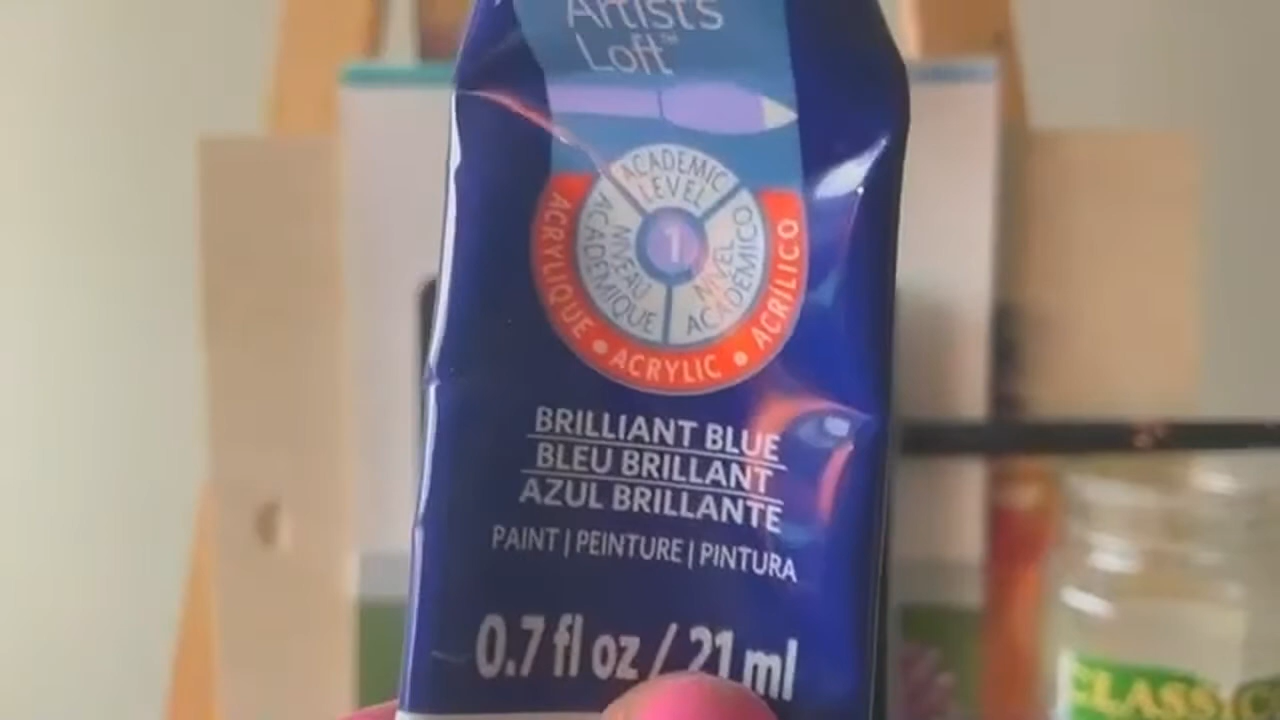 Artist's
Loft™
ACADEMIC
LEVEL
NIVEAU
ACADÉMIQUE
NIVEL
ACADÉMICO
1
ACRYLIQUE • ACRYLIC • ACRÍLICO
BRILLIANT BLUE
BLEU BRILLANT
AZUL BRILLANTE
PAINT | PEINTURE | PINTURA
0.7 fl oz / 21 ml
CLASSIC